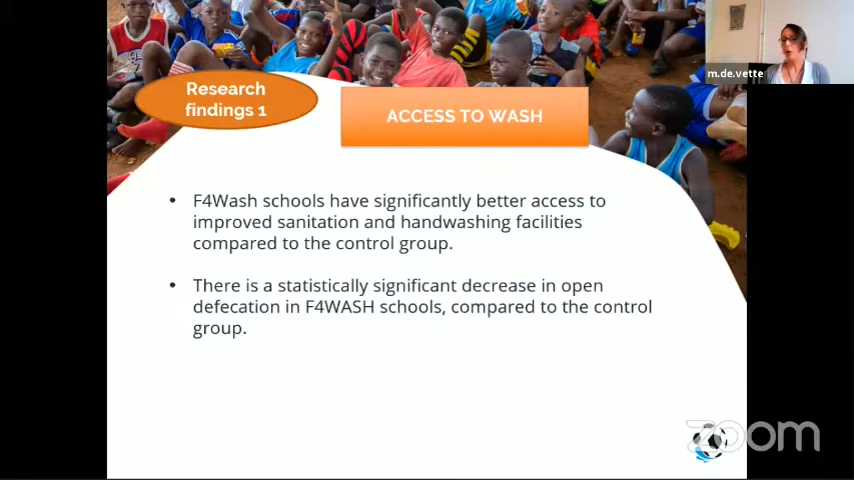 m.de.vette
Research
findings 1
ACCESS TO WASH
• F4Wash schools have significantly better access to
improved sanitation and handwashing facilities
compared to the control group.
• There is a statistically significant decrease in open
defecation in F4WASH schools, compared to the control
group.
zoom